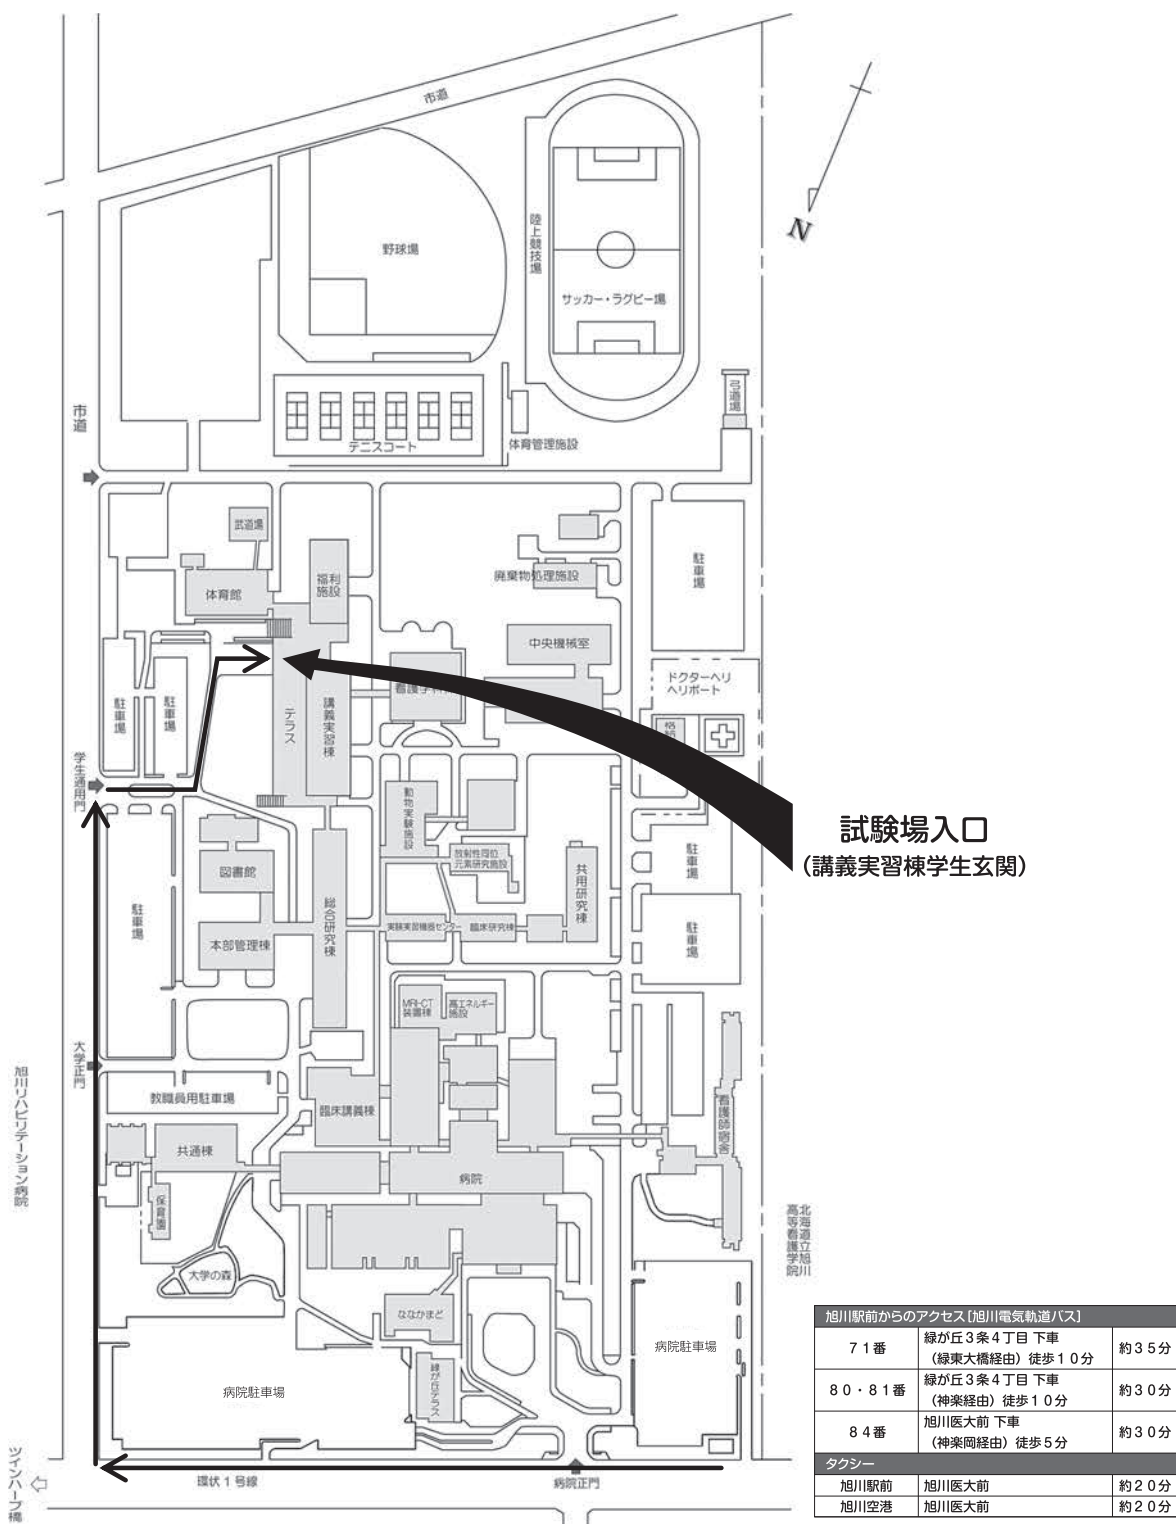 市道
N
野球場
陸上競技場
サッカー・ラグビー場
弓道場
市道
テニスコート
体育管理施設
武道場
福利
施設
体育館
廃棄物処理施設
駐車場
中央機械室
ドクターヘリ
ヘリポート
看護学科
駐車場
駐車場
テラス
講義実習棟
学生通用門
動物実験施設
試験場入口
(講義実習棟学生玄関)
図書館
放射性同位
元素研究施設
共用研究棟
駐車場
駐車場
総合研究棟
実験実習機器センター
臨床研究棟
駐車場
本部管理棟
MRI-CT
装置棟
高エネルギー
施設
大学正門
旭川リハビリテーション病院
教職員用駐車場
臨床講義棟
看護師宿舎
共通棟
病院
保育園
北海道立旭川
高等看護学院
大学の森
ななかまど
緑が丘テラス
病院駐車場
病院駐車場
ツインハープ橋
環状1号線
病院正門
旭川駅前からのアクセス[旭川電気軌道バス]
71番 緑が丘3条4丁目 下車 約35分
(緑東大橋経由) 徒歩10分
80・81番 緑が丘3条4丁目 下車 約30分
(神楽経由) 徒歩10分
84番 旭川医大前 下車 約30分
(神楽岡経由) 徒歩5分
タクシー
旭川駅前 旭川医大前 約20分
旭川空港 旭川医大前 約20分